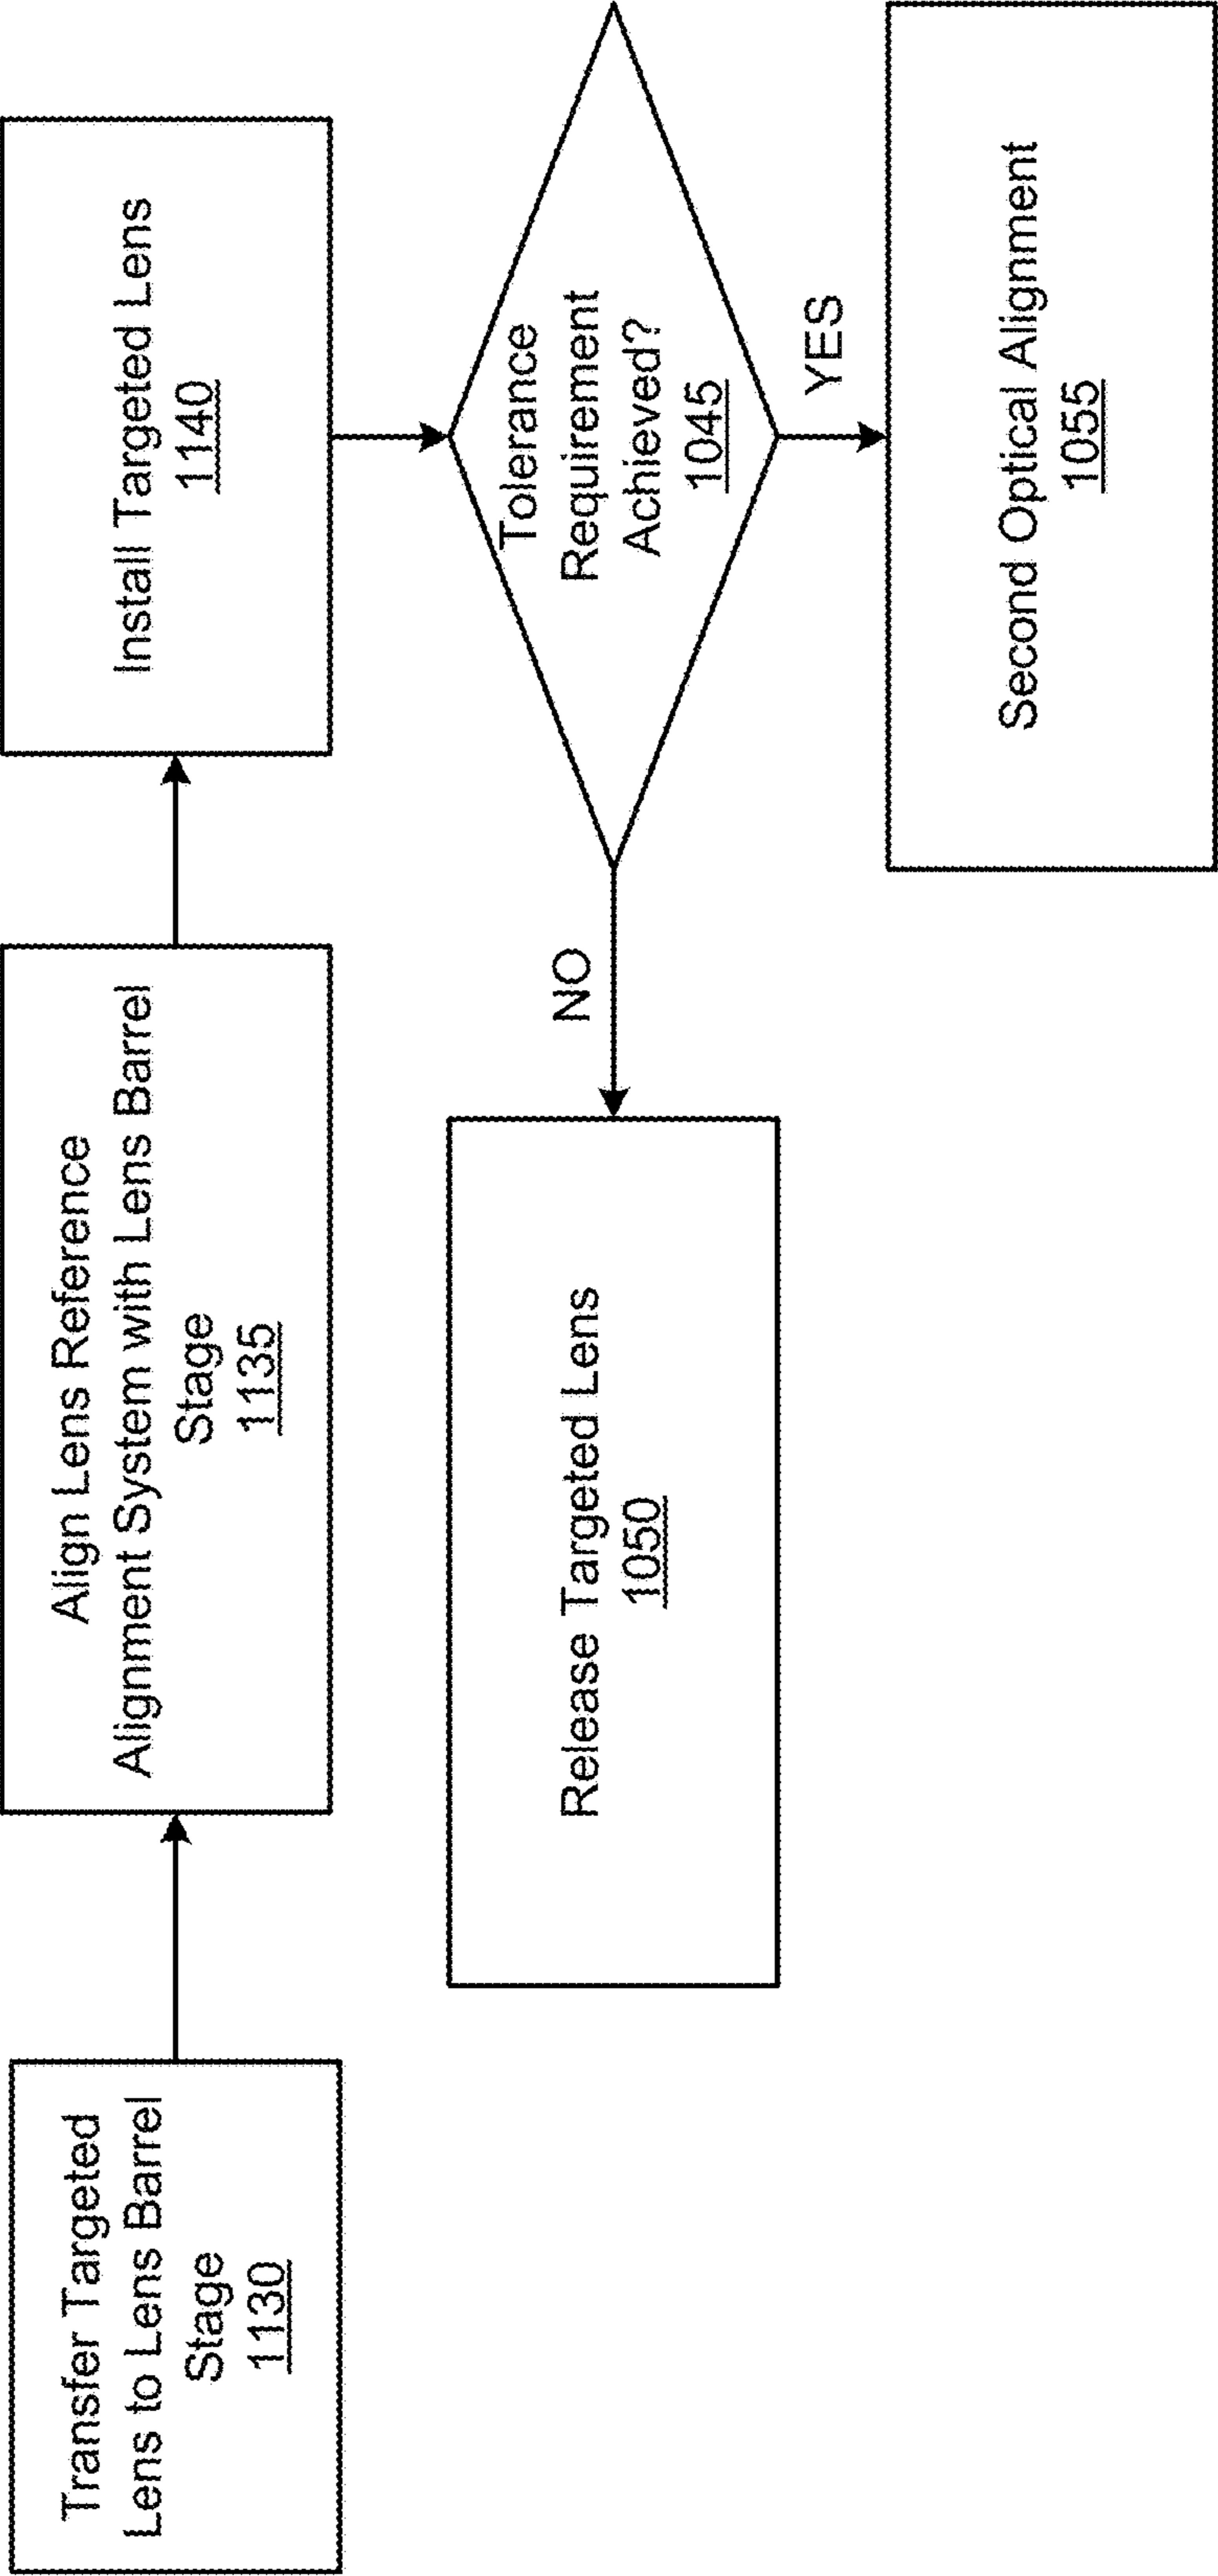 Transfer Targeted
Lens to Lens Barrel
Stage
1130
Align Lens Reference
Alignment System with Lens Barrel
Stage
1135
Install Targeted Lens
1140
Tolerance
Requirement
Achieved?
1045
NO
Release Targeted Lens
1050
YES
Second Optical Alignment
1055